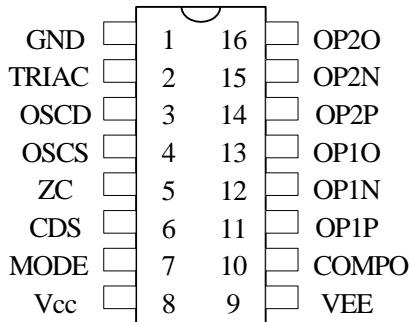 GND 1 16 OP2O
TRIAC 2 15 OP2N
OSCD 3 14 OP2P
OSCS 4 13 OP1O
ZC 5 12 OP1N
CDS 6 11 OP1P
MODE 7 10 COMPO
Vcc 8 9 VEE